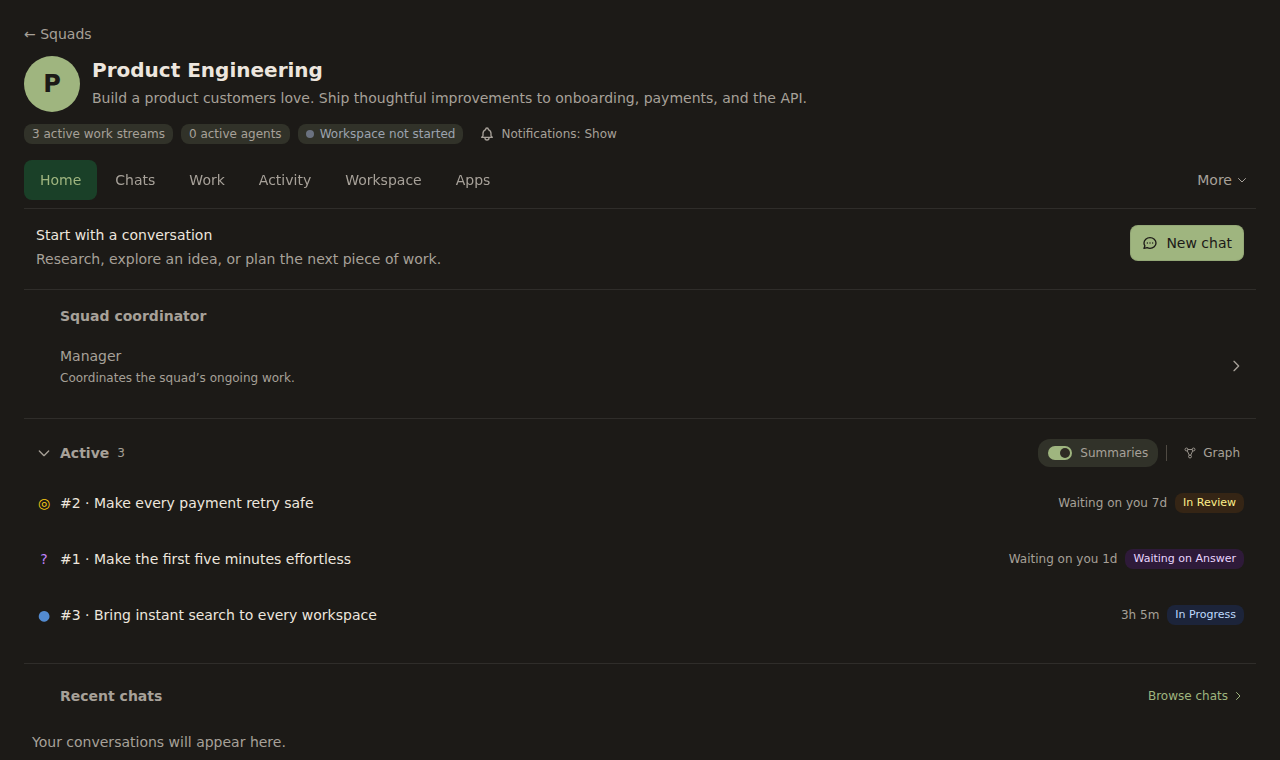 ← Squads
P
Product Engineering
Build a product customers love. Ship thoughtful improvements to onboarding, payments, and the API.
3 active work streams 0 active agents Workspace not started Notifications: Show
Home Chats Work Activity Workspace Apps More
Start with a conversation
Research, explore an idea, or plan the next piece of work.
New chat
Squad coordinator
Manager
Coordinates the squad’s ongoing work.
Active 3 Summaries Graph
#2 · Make every payment retry safe Waiting on you 7d In Review
? #1 · Make the first five minutes effortless Waiting on you 1d Waiting on Answer
#3 · Bring instant search to every workspace 3h 5m In Progress
Recent chats Browse chats
Your conversations will appear here.